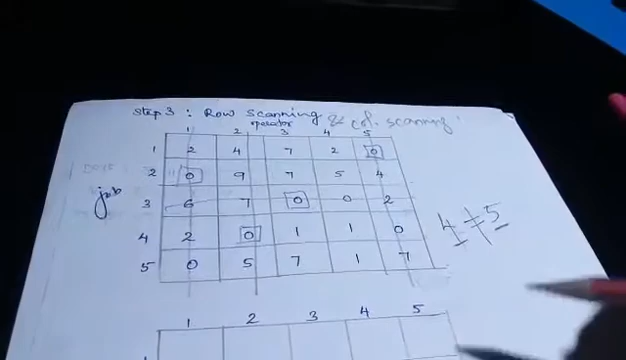 Step 3 : Row scanning & col. scanning.
operator
1 2 3 4 5
1 2 4 7 2 0
2 0 9 7 5 4
job
3 6 7 0 0 2
4 2 0 1 1 0
4 ≠ 5
5 0 5 7 1 7
1 2 3 4 5
1